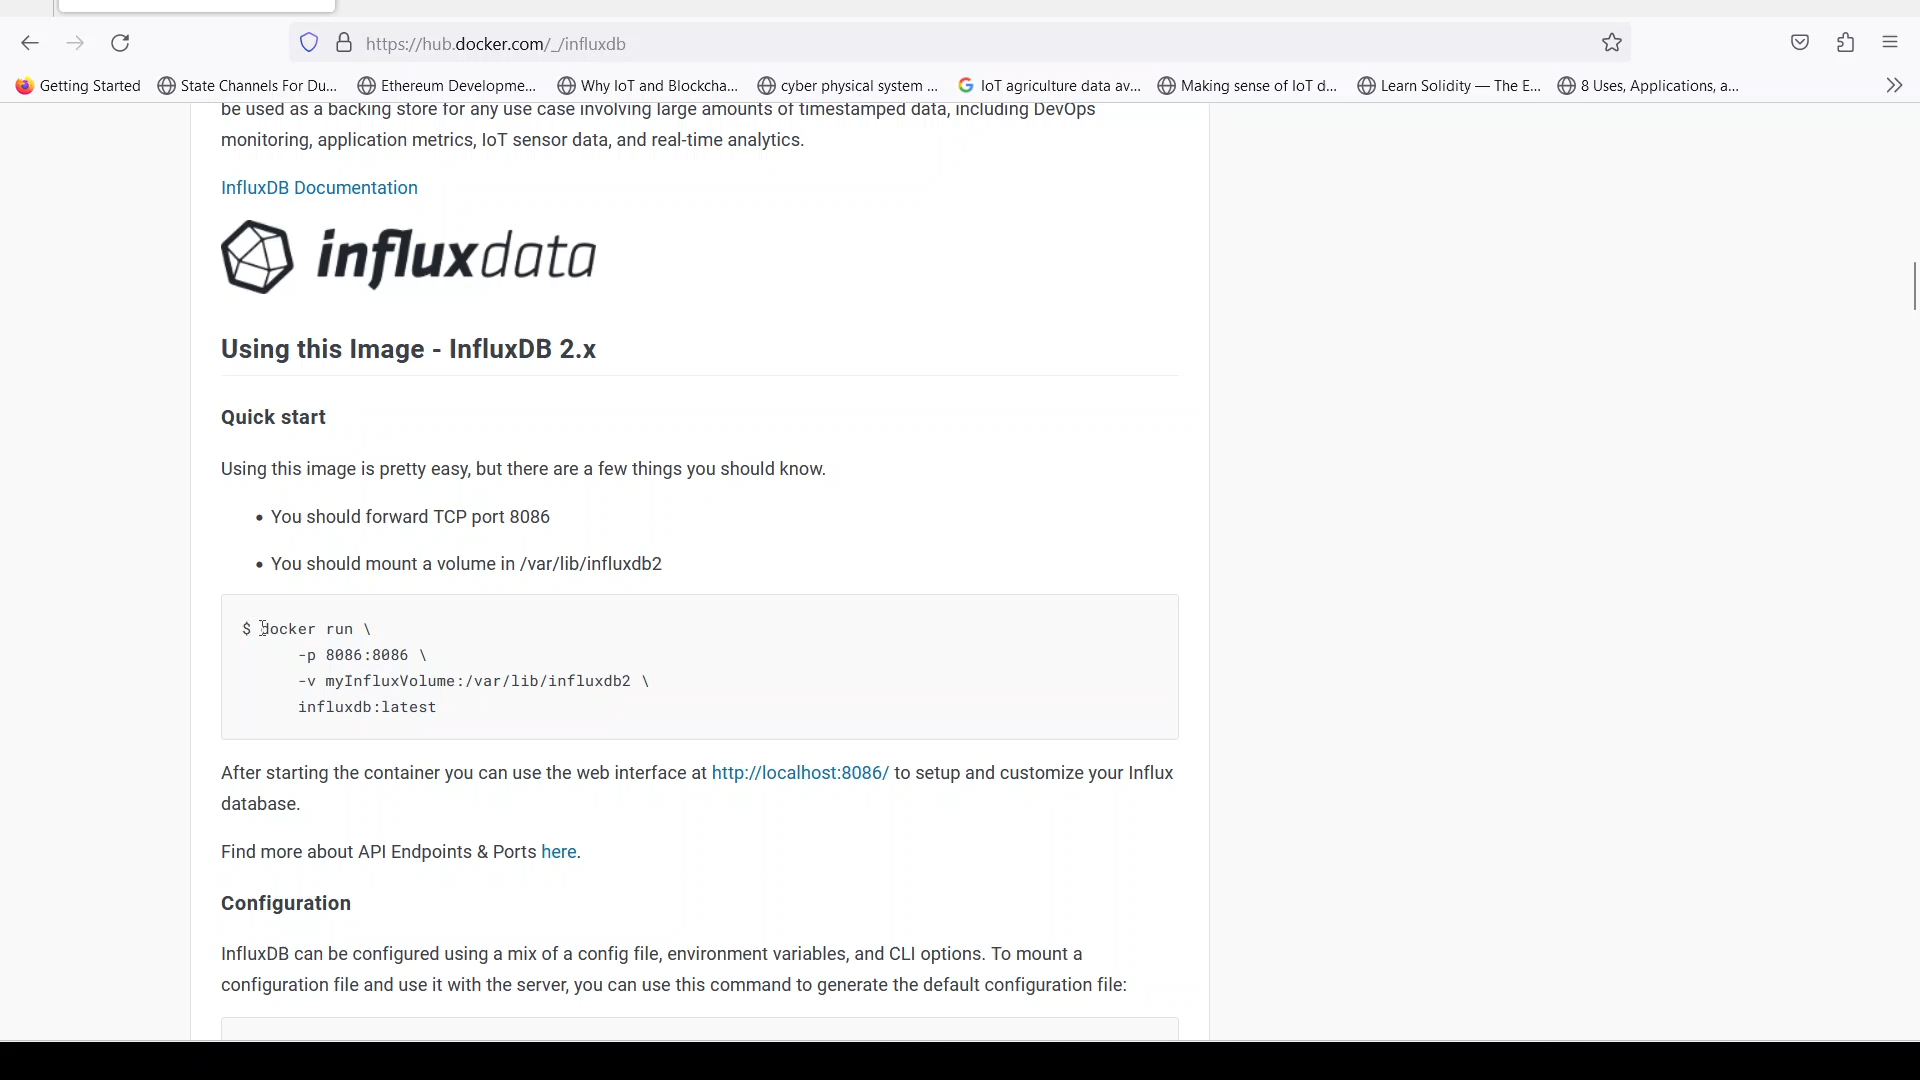 https://hub.docker.com/_/influxdb
Getting Started State Channels For Du... Ethereum Developme... Why IoT and Blockcha... cyber physical system ... IoT agriculture data av... Making sense of IoT d... Learn Solidity — The E... 8 Uses, Applications, a...
be used as a backing store for any use case involving large amounts of timestamped data, including DevOps
monitoring, application metrics, IoT sensor data, and real-time analytics.
InfluxDB Documentation
influxdata
Using this Image - InfluxDB 2.x
Quick start
Using this image is pretty easy, but there are a few things you should know.
• You should forward TCP port 8086
• You should mount a volume in /var/lib/influxdb2
$ docker run \
-p 8086:8086 \
-v myInfluxVolume:/var/lib/influxdb2 \
influxdb:latest
After starting the container you can use the web interface at http://localhost:8086/ to setup and customize your Influx
database.
Find more about API Endpoints & Ports here.
Configuration
InfluxDB can be configured using a mix of a config file, environment variables, and CLI options. To mount a
configuration file and use it with the server, you can use this command to generate the default configuration file: